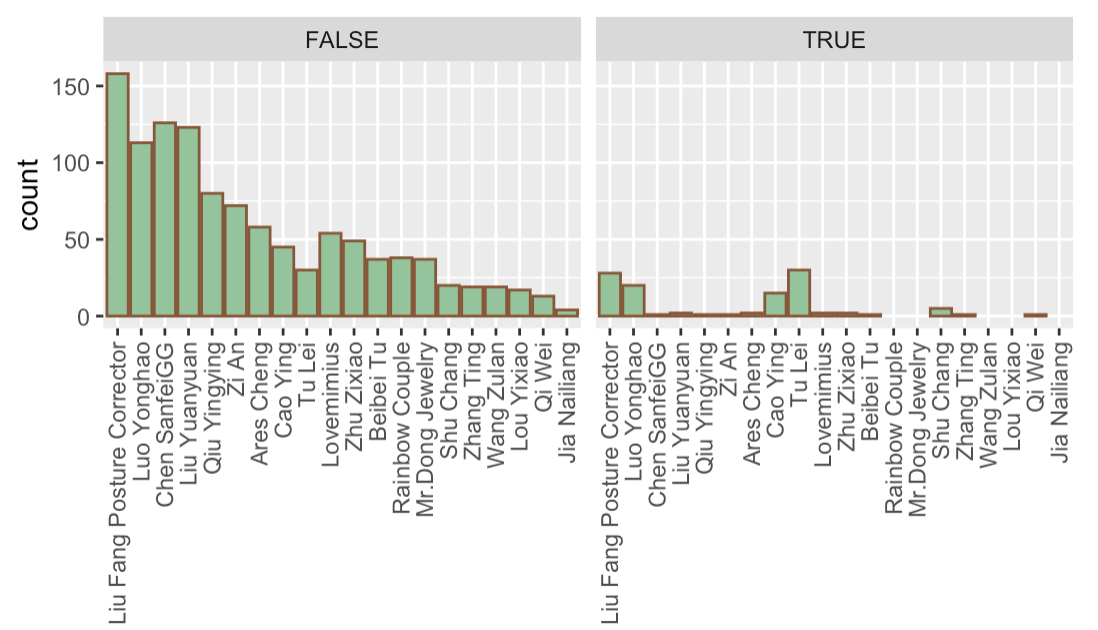 FALSE
TRUE
count
150
100
50
0
Liu Fang Posture Corrector
Luo Yonghao
Chen SanfeiGG
Liu Yuanyuan
Qiu Yingying
Zi An
Ares Cheng
Cao Ying
Tu Lei
Lovemimius
Zhu Zixiao
Beibei Tu
Rainbow Couple
Mr.Dong Jewelry
Shu Chang
Zhang Ting
Wang Zulan
Lou Yixiao
Qi Wei
Jia Nailiang
Liu Fang Posture Corrector
Luo Yonghao
Chen SanfeiGG
Liu Yuanyuan
Qiu Yingying
Zi An
Ares Cheng
Cao Ying
Tu Lei
Lovemimius
Zhu Zixiao
Beibei Tu
Rainbow Couple
Mr.Dong Jewelry
Shu Chang
Zhang Ting
Wang Zulan
Lou Yixiao
Qi Wei
Jia Nailiang